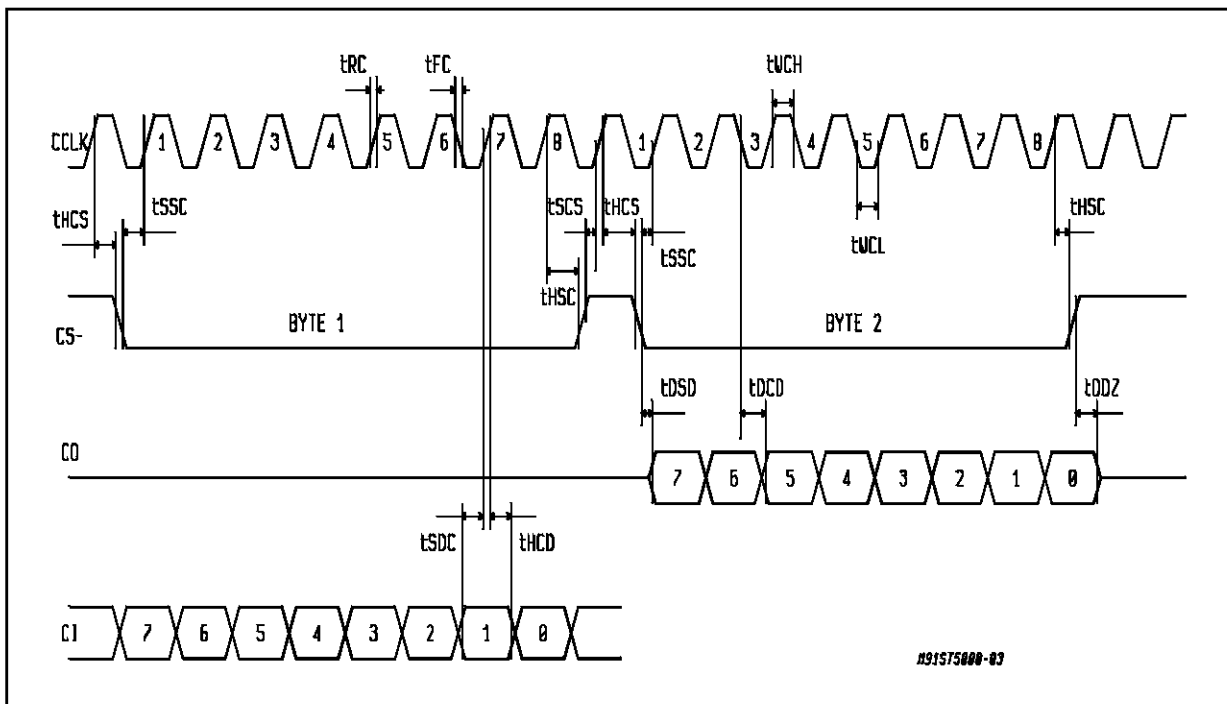 tRC tFC tWCH
CCLK 1 2 3 4 5 6 7 8 1 2 3 4 5 6 7 8
tHCS tSSC tSCS tHCS tSSC tWCL tHSC
tHSC
CS- BYTE 1 BYTE 2
tDSD tDCD tDDZ
CO 7 6 5 4 3 2 1 0
tSDC tHCD
CI 7 6 5 4 3 2 1 0
M91ST5080-03